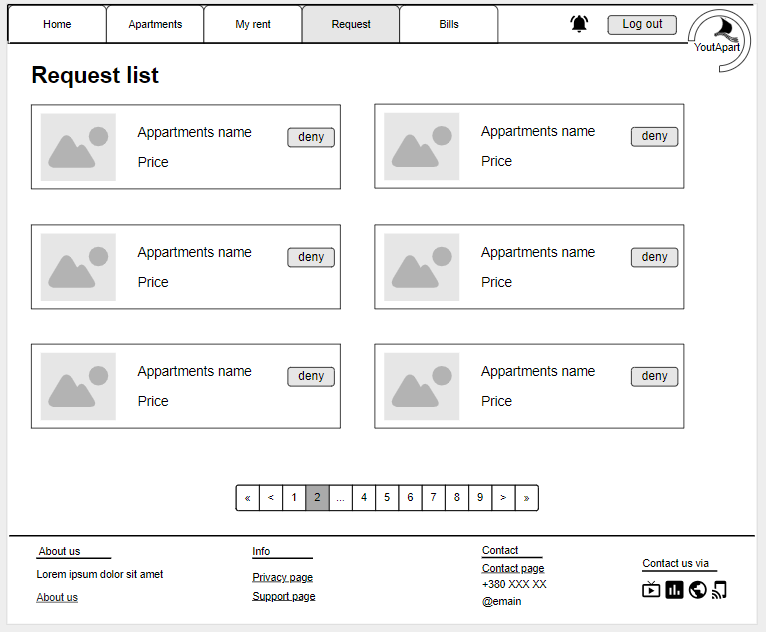 Home Apartments My rent Request Bills Log out
YoutApart
Request list
Appartments name deny
Price
Appartments name deny
Price
Appartments name deny
Price
Appartments name deny
Price
Appartments name deny
Price
Appartments name deny
Price
« < 1 2 ... 4 5 6 7 8 9 > »
About us
Lorem ipsum dolor sit amet
About us
Info
Privacy page
Support page
Contact
Contact page
+380 XXX XX
@emain
Contact us via